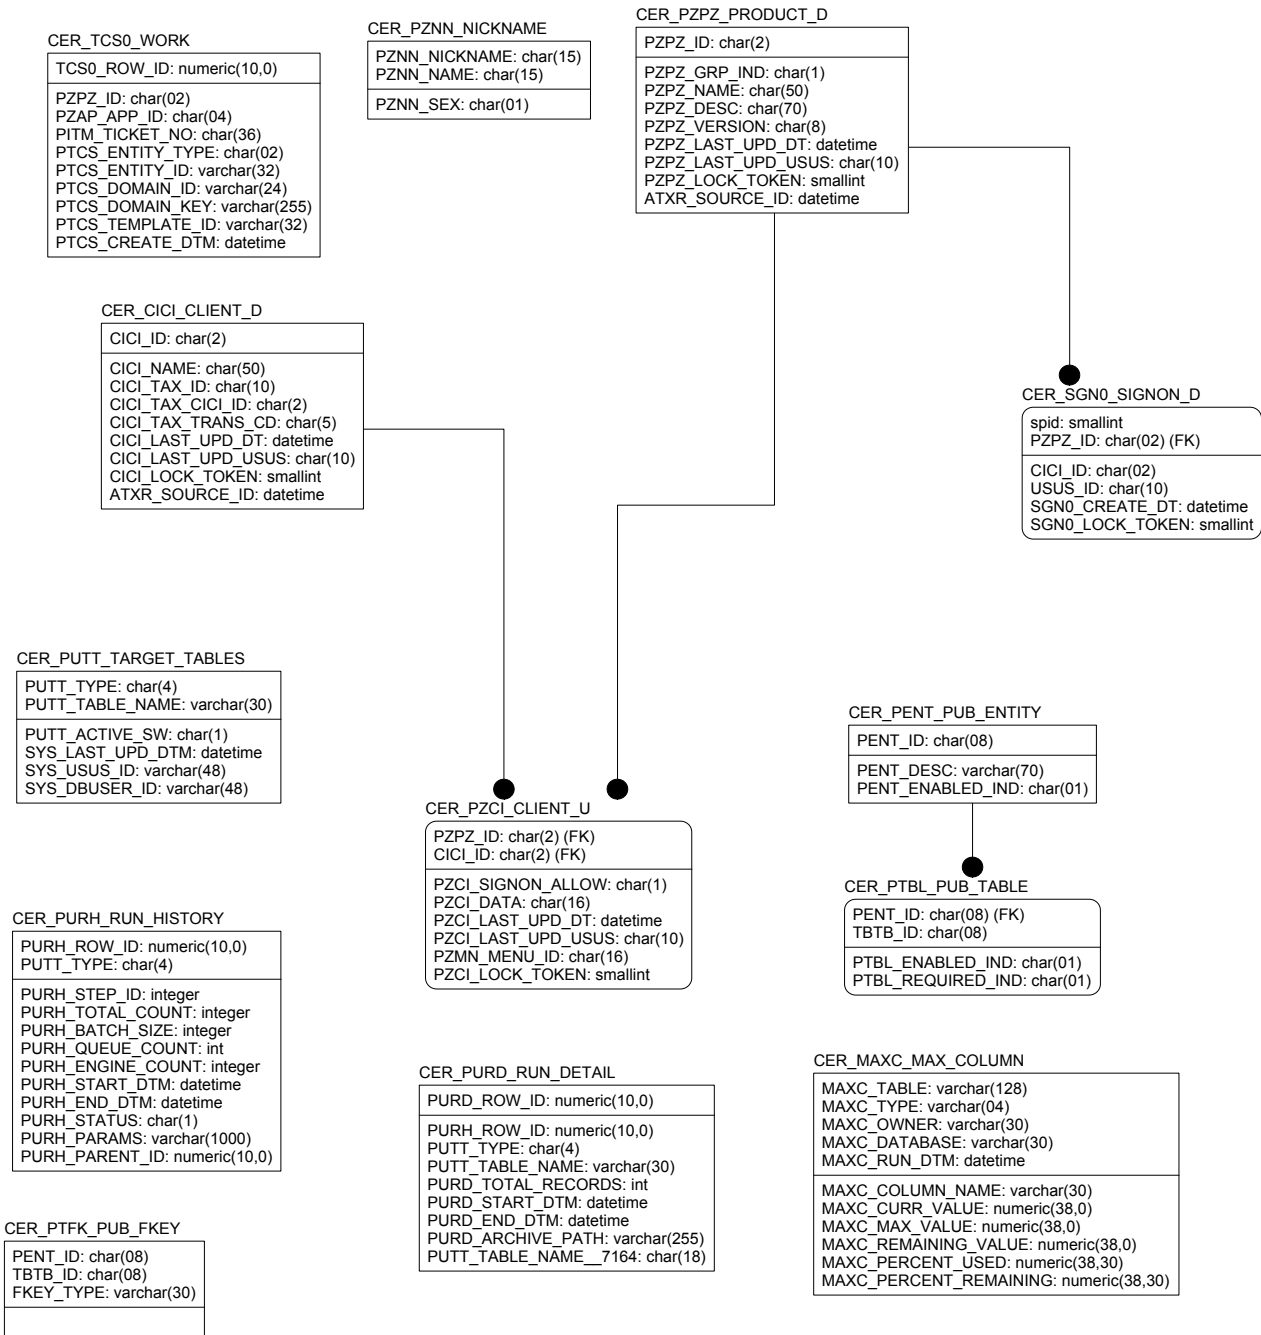 CER_TCS0_WORK
TCS0_ROW_ID: numeric(10,0)
PZPZ_ID: char(02)
PZAP_APP_ID: char(04)
PITM_TICKET_NO: char(36)
PTCS_ENTITY_TYPE: char(02)
PTCS_ENTITY_ID: varchar(32)
PTCS_DOMAIN_ID: varchar(24)
PTCS_DOMAIN_KEY: varchar(255)
PTCS_TEMPLATE_ID: varchar(32)
PTCS_CREATE_DTM: datetime
CER_PZNN_NICKNAME
PZNN_NICKNAME: char(15)
PZNN_NAME: char(15)
PZNN_SEX: char(01)
CER_PZPZ_PRODUCT_D
PZPZ_ID: char(2)
PZPZ_GRP_IND: char(1)
PZPZ_NAME: char(50)
PZPZ_DESC: char(70)
PZPZ_VERSION: char(8)
PZPZ_LAST_UPD_DT: datetime
PZPZ_LAST_UPD_USUS: char(10)
PZPZ_LOCK_TOKEN: smallint
ATXR_SOURCE_ID: datetime
CER_CICI_CLIENT_D
CICI_ID: char(2)
CICI_NAME: char(50)
CICI_TAX_ID: char(10)
CICI_TAX_CICI_ID: char(2)
CICI_TAX_TRANS_CD: char(5)
CICI_LAST_UPD_DT: datetime
CICI_LAST_UPD_USUS: char(10)
CICI_LOCK_TOKEN: smallint
ATXR_SOURCE_ID: datetime
CER_SGN0_SIGNON_D
spid: smallint
PZPZ_ID: char(02) (FK)
CICI_ID: char(02)
USUS_ID: char(10)
SGN0_CREATE_DT: datetime
SGN0_LOCK_TOKEN: smallint
CER_PUTT_TARGET_TABLES
PUTT_TYPE: char(4)
PUTT_TABLE_NAME: varchar(30)
PUTT_ACTIVE_SW: char(1)
SYS_LAST_UPD_DTM: datetime
SYS_USUS_ID: varchar(48)
SYS_DBUSER_ID: varchar(48)
CER_PZCI_CLIENT_U
PZPZ_ID: char(2) (FK)
CICI_ID: char(2) (FK)
PZCI_SIGNON_ALLOW: char(1)
PZCI_DATA: char(16)
PZCI_LAST_UPD_DT: datetime
PZCI_LAST_UPD_USUS: char(10)
PZMN_MENU_ID: char(16)
PZCI_LOCK_TOKEN: smallint
CER_PENT_PUB_ENTITY
PENT_ID: char(08)
PENT_DESC: varchar(70)
PENT_ENABLED_IND: char(01)
CER_PTBL_PUB_TABLE
PENT_ID: char(08) (FK)
TBTB_ID: char(08)
PTBL_ENABLED_IND: char(01)
PTBL_REQUIRED_IND: char(01)
CER_PURH_RUN_HISTORY
PURH_ROW_ID: numeric(10,0)
PUTT_TYPE: char(4)
PURH_STEP_ID: integer
PURH_TOTAL_COUNT: integer
PURH_BATCH_SIZE: integer
PURH_QUEUE_COUNT: int
PURH_ENGINE_COUNT: integer
PURH_START_DTM: datetime
PURH_END_DTM: datetime
PURH_STATUS: char(1)
PURH_PARAMS: varchar(1000)
PURH_PARENT_ID: numeric(10,0)
CER_PURD_RUN_DETAIL
PURD_ROW_ID: numeric(10,0)
PURH_ROW_ID: numeric(10,0)
PUTT_TYPE: char(4)
PUTT_TABLE_NAME: varchar(30)
PURD_TOTAL_RECORDS: int
PURD_START_DTM: datetime
PURD_END_DTM: datetime
PURD_ARCHIVE_PATH: varchar(255)
PUTT_TABLE_NAME__7164: char(18)
CER_MAXC_MAX_COLUMN
MAXC_TABLE: varchar(128)
MAXC_TYPE: varchar(04)
MAXC_OWNER: varchar(30)
MAXC_DATABASE: varchar(30)
MAXC_RUN_DTM: datetime
MAXC_COLUMN_NAME: varchar(30)
MAXC_CURR_VALUE: numeric(38,0)
MAXC_MAX_VALUE: numeric(38,0)
MAXC_REMAINING_VALUE: numeric(38,0)
MAXC_PERCENT_USED: numeric(38,30)
MAXC_PERCENT_REMAINING: numeric(38,30)
CER_PTFK_PUB_FKEY
PENT_ID: char(08)
TBTB_ID: char(08)
FKEY_TYPE: varchar(30)